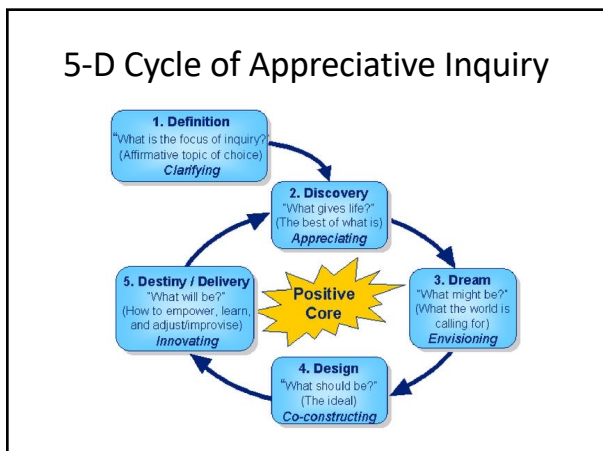 5-D Cycle of Appreciative Inquiry
1. Definition
"What is the focus of inquiry?"
(Affirmative topic of choice)
Clarifying
2. Discovery
"What gives life?"
(The best of what is)
Appreciating
3. Dream
"What might be?"
(What the world is
calling for)
Envisioning
4. Design
"What should be?"
(The ideal)
Co-constructing
5. Destiny / Delivery
"What will be?"
(How to empower, learn,
and adjust/improvise)
Innovating
Positive
Core